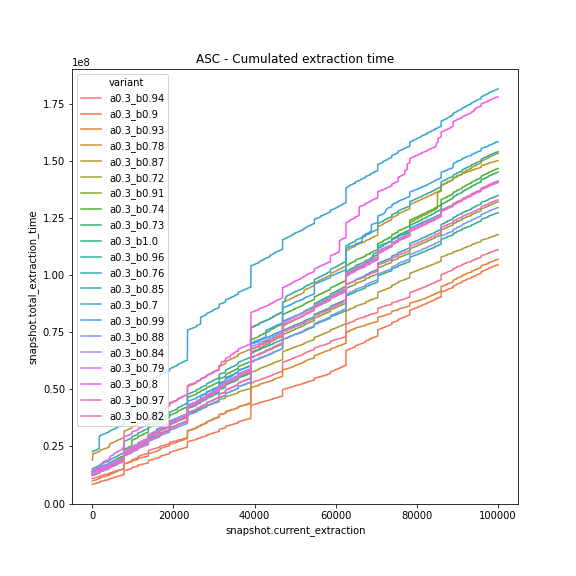 ASC - Cumulated extraction time
1e8
variant
a0.3_b0.94
a0.3_b0.9
a0.3_b0.93
a0.3_b0.78
a0.3_b0.87
a0.3_b0.72
a0.3_b0.91
a0.3_b0.74
a0.3_b0.73
a0.3_b1.0
a0.3_b0.96
a0.3_b0.76
a0.3_b0.85
a0.3_b0.7
a0.3_b0.99
a0.3_b0.88
a0.3_b0.84
a0.3_b0.79
a0.3_b0.8
a0.3_b0.97
a0.3_b0.82
1.75
1.50
1.25
1.00
0.75
0.50
0.25
0.00
snapshot.total_extraction_time
0 20000 40000 60000 80000 100000
snapshot.current_extraction